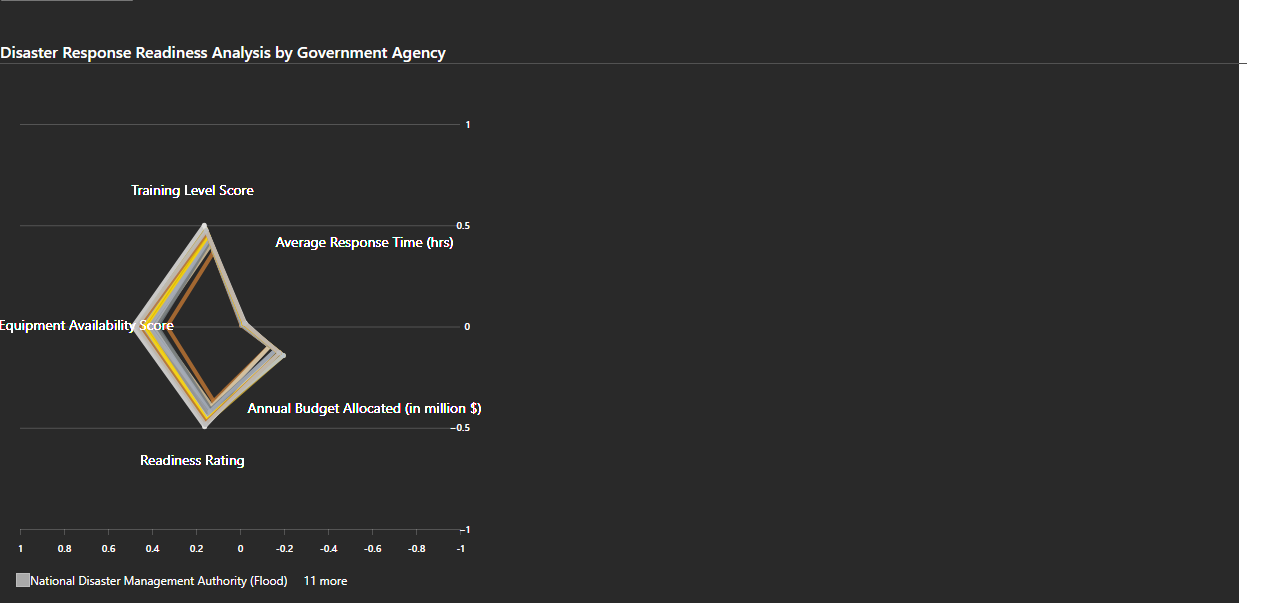 Disaster Response Readiness Analysis by Government Agency
1
Training Level Score
0.5
Average Response Time (hrs)
Equipment Availability Score
0
Annual Budget Allocated (in million $)
−0.5
Readiness Rating
−1
1 0.8 0.6 0.4 0.2 0 -0.2 -0.4 -0.6 -0.8 -1
National Disaster Management Authority (Flood) 11 more